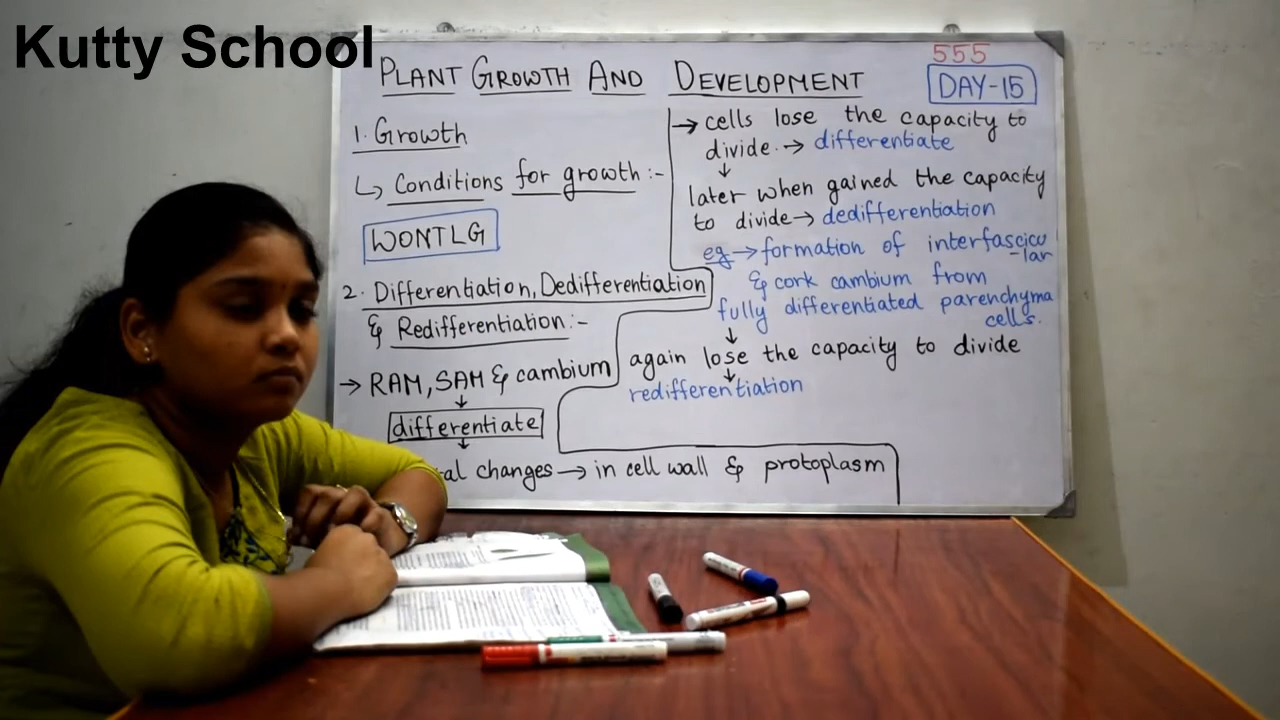 Kutty School
PLANT GROWTH AND DEVELOPMENT
555
DAY-15
1. Growth
↳ Conditions for growth:-
WONTLG
2. Differentiation, Dedifferentiation
& Redifferentiation:-
→ RAM, SAM & cambium
↓
differentiate
↓
al changes → in cell wall & protoplasm
→ cells lose the capacity to
divide. → differentiate
↓
later when gained the capacity
to divide → dedifferentiation
eg → formation of interfascicu
-lar
& cork cambium from
fully differentiated parenchyma
cells.
↓
again lose the capacity to divide
↓
redifferentiation